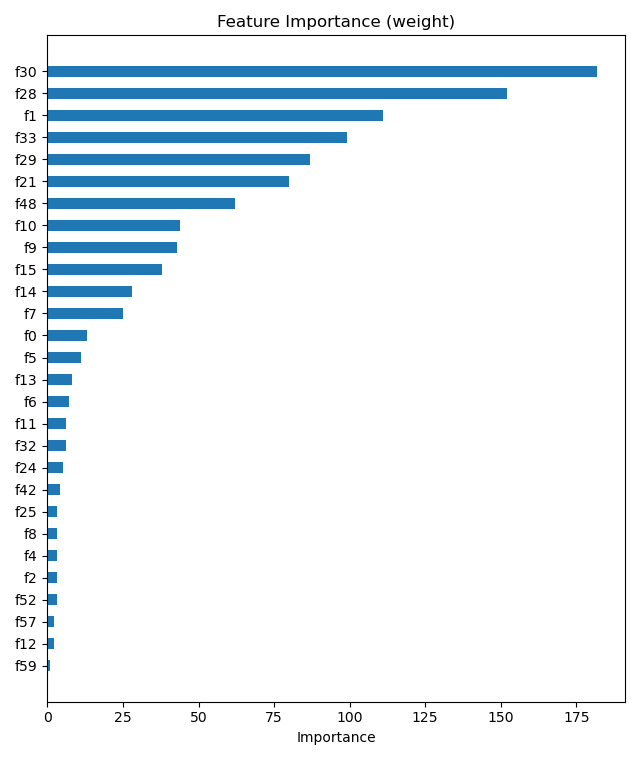 Feature Importance (weight)
f30
f28
f1
f33
f29
f21
f48
f10
f9
f15
f14
f7
f0
f5
f13
f6
f11
f32
f24
f42
f25
f8
f4
f2
f52
f57
f12
f59
0 25 50 75 100 125 150 175
Importance